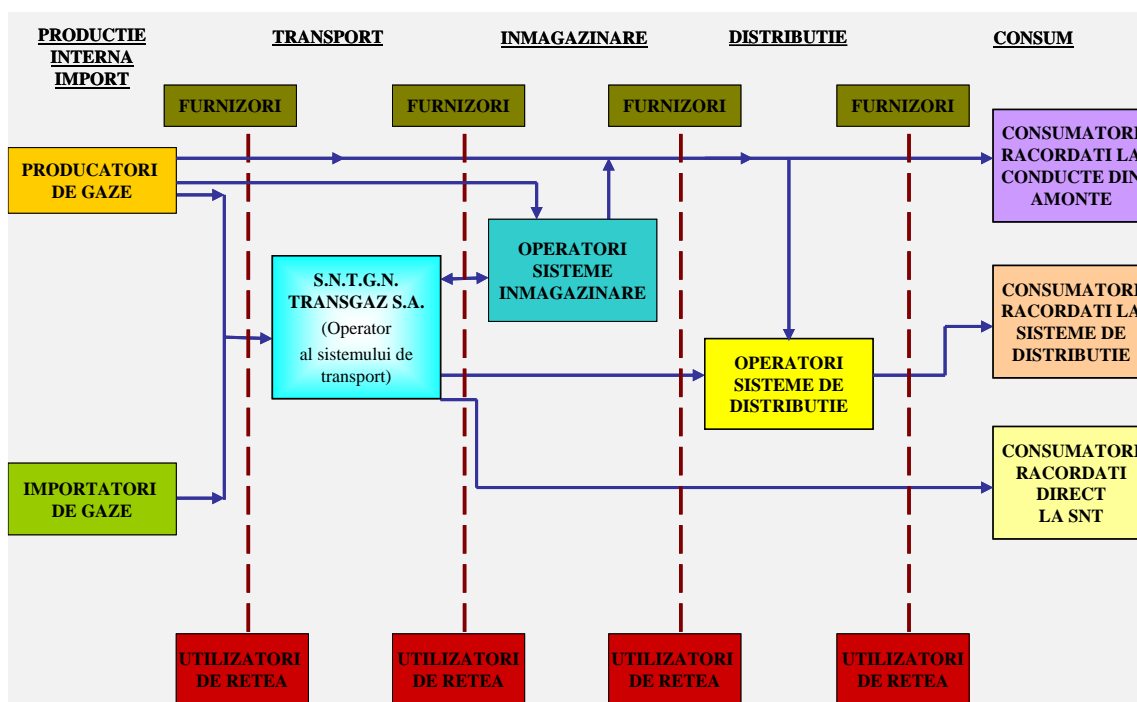 PRODUCTIE
INTERNA
IMPORT
TRANSPORT
INMAGAZINARE
DISTRIBUTIE
CONSUM
FURNIZORI
FURNIZORI
FURNIZORI
FURNIZORI
PRODUCATORI
DE GAZE
CONSUMATORI
RACORDATI LA
CONDUCTE DIN
AMONTE
S.N.T.G.N.
TRANSGAZ S.A.
(Operator
al sistemului de
transport)
OPERATORI
SISTEME
INMAGAZINARE
CONSUMATORI
RACORDATI LA
SISTEME DE
DISTRIBUTIE
OPERATORI
SISTEME DE
DISTRIBUTIE
IMPORTATORI
DE GAZE
CONSUMATORI
RACORDATI
DIRECT
LA SNT
UTILIZATORI
DE RETEA
UTILIZATORI
DE RETEA
UTILIZATORI
DE RETEA
UTILIZATORI
DE RETEA